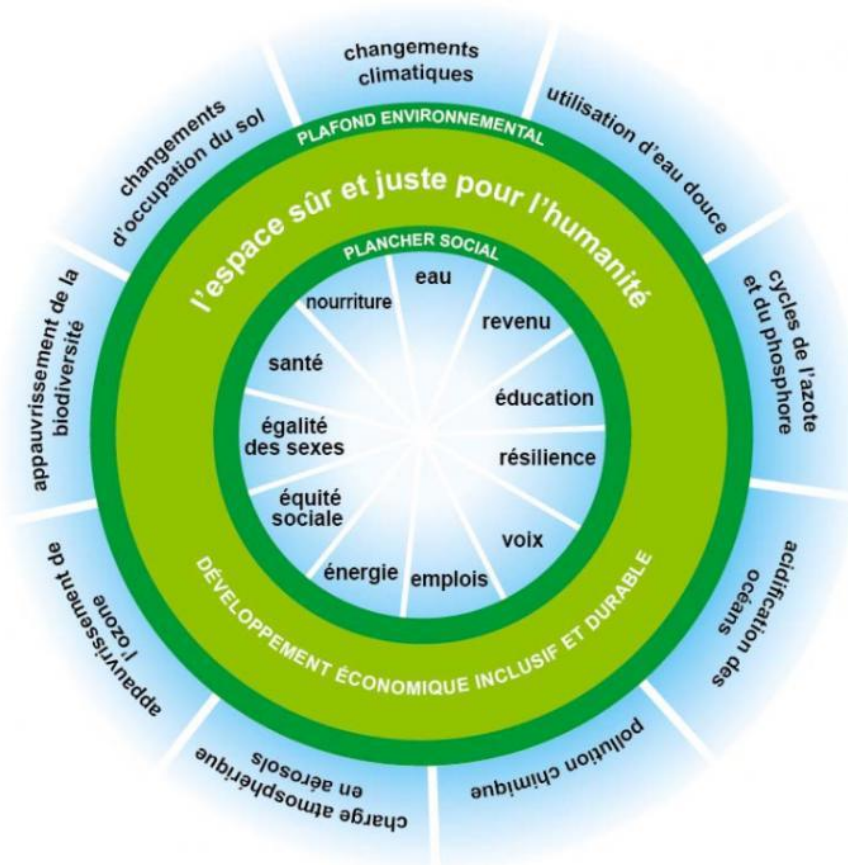 changements
climatiques
utilisation d'eau douce
cycles de l'azote
et du phosphore
acidification des
océans
pollution chimique
charge atmosphérique
en aérosols
appauvrissement de
l'ozone
appauvrissement de la
biodiversité
changements
d'occupation du sol
PLAFOND ENVIRONNEMENTAL
l'espace sûr et juste pour l'humanité
PLANCHER SOCIAL
eau
revenu
éducation
résilience
voix
emplois
énergie
équité
sociale
égalité
des sexes
santé
nourriture
DÉVELOPPEMENT ÉCONOMIQUE INCLUSIF ET DURABLE